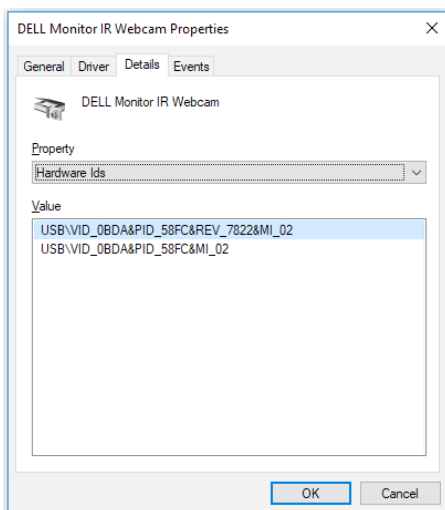 DELL Monitor IR Webcam Properties
General Driver Details Events
DELL Monitor IR Webcam
Property
Hardware Ids
Value
USB\VID_0BDA&PID_58FC&REV_7822&MI_02
USB\VID_0BDA&PID_58FC&MI_02
OK Cancel